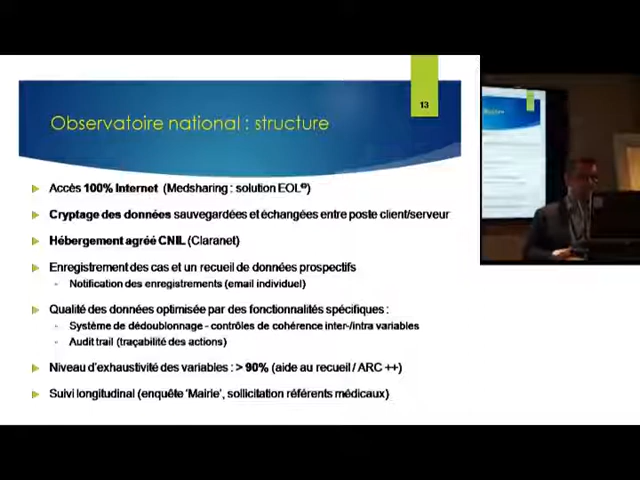 13
Observatoire national : structure
Accès 100% Internet (Medsharing : solution EOL®)
Cryptage des données sauvegardées et échangées entre poste client/serveur
Hébergement agréé CNIL (Claranet)
Enregistrement des cas et un recueil de données prospectifs
- Notification des enregistrements (email individuel)
Qualité des données optimisée par des fonctionnalités spécifiques :
- Système de dédoublonnage - contrôles de cohérence inter-/intra variables
- Audit trail (traçabilité des actions)
Niveau d'exhaustivité des variables : > 90% (aide au recueil / ARC ++)
Suivi longitudinal (enquête 'Mairie', sollicitation référents médicaux)